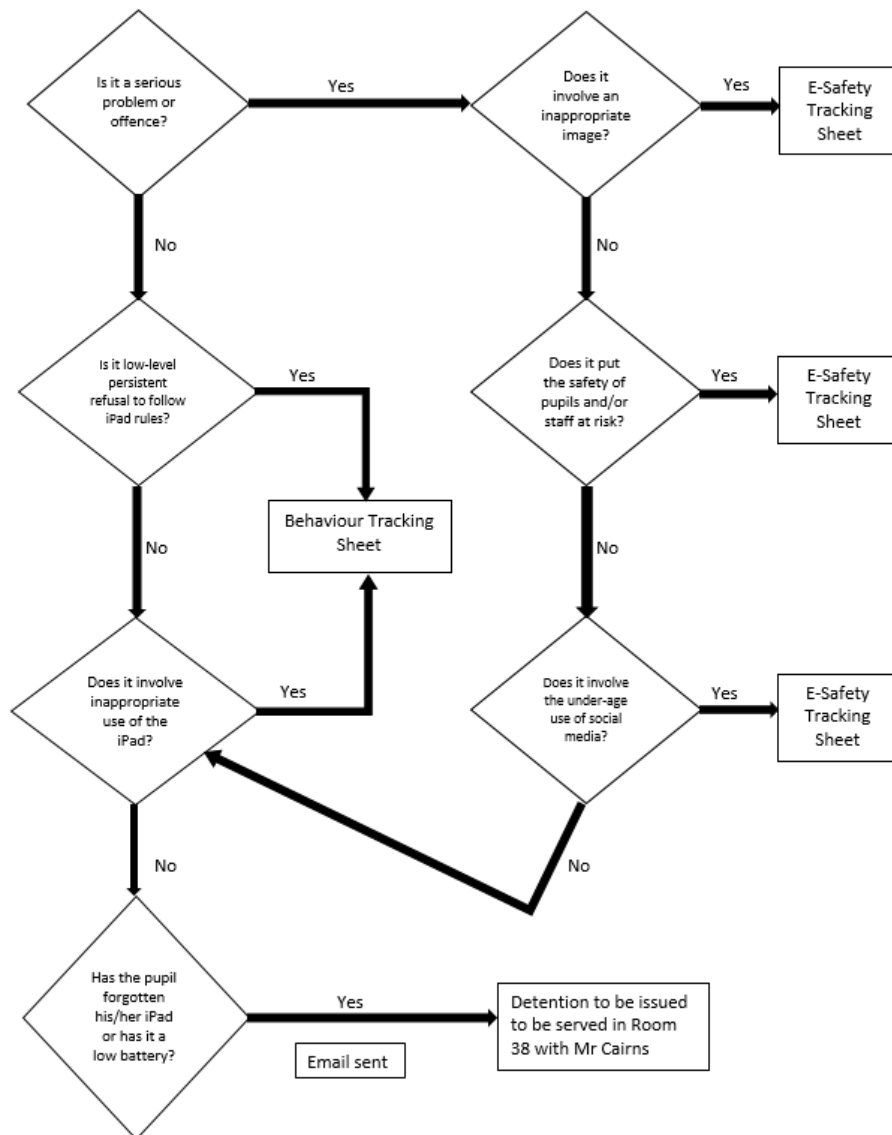 Is it a serious
problem or
offence?
Yes
Does it
involve an
inappropriate
image?
Yes
E-Safety
Tracking
Sheet
No
No
Is it low-level
persistent
refusal to follow
iPad rules?
Yes
Does it put
the safety of
pupils and/or
staff at risk?
Yes
E-Safety
Tracking
Sheet
Behaviour Tracking
Sheet
No
No
Does it involve
inappropriate
use of the
iPad?
Yes
Does it involve
the under-age
use of social
media?
Yes
E-Safety
Tracking
Sheet
No
No
Has the pupil
forgotten
his/her iPad
or has it a
low battery?
Yes
Email sent
Detention to be issued
to be served in Room
38 with Mr Cairns